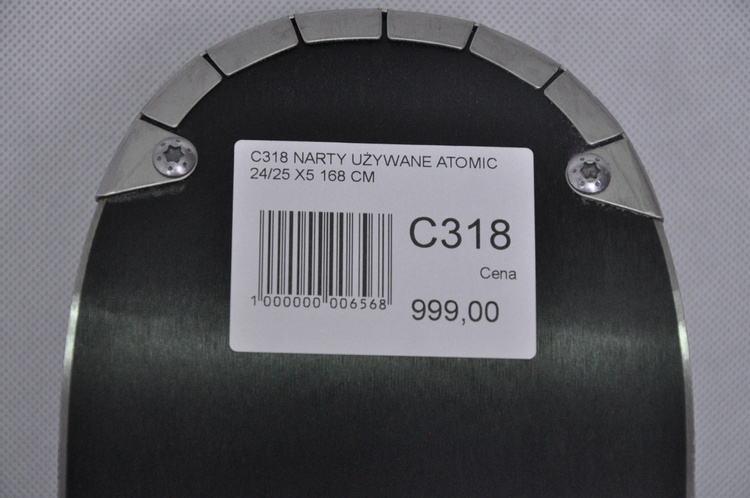 C318 NARTY UŻYWANE ATOMIC
24/25 X5 168 CM
C318
Cena
999,00
1 000000 006568